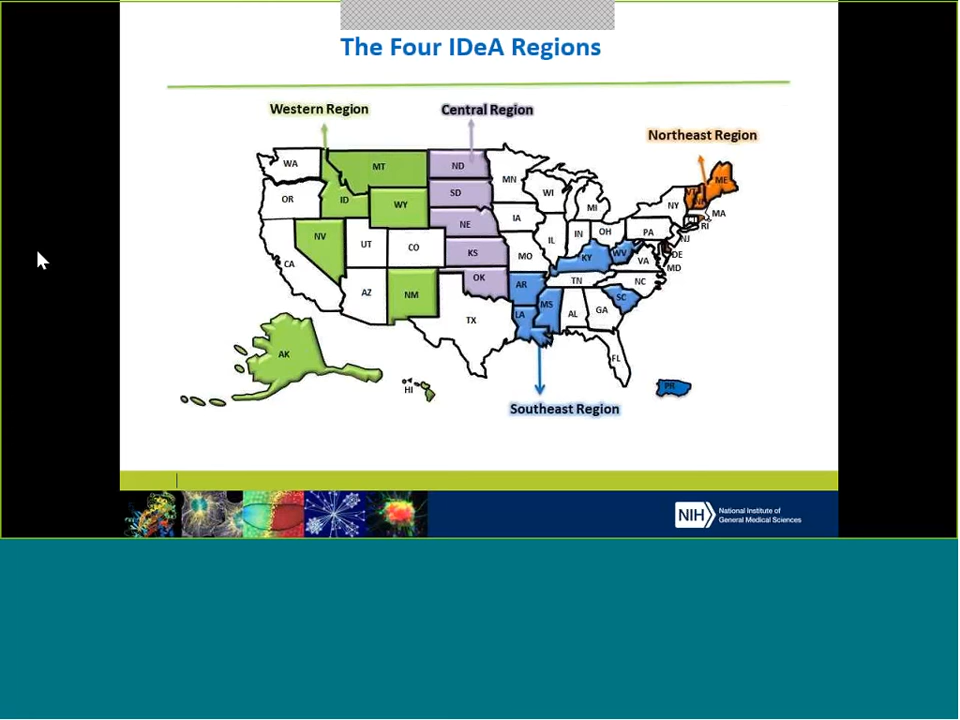 The Four IDeA Regions
Western Region
Central Region
Northeast Region
WA
MT
ND
MN
ME
OR
ID
WY
SD
WI
MI
NY
VT
NH
MA
CT
RI
NV
UT
CO
NE
IA
IL
IN
OH
PA
NJ
CA
KS
MO
KY
WV
VA
DE
MD
AZ
NM
OK
AR
TN
NC
TX
LA
MS
AL
GA
SC
AK
HI
FL
PR
Southeast Region
NIH
National Institute of
General Medical Sciences